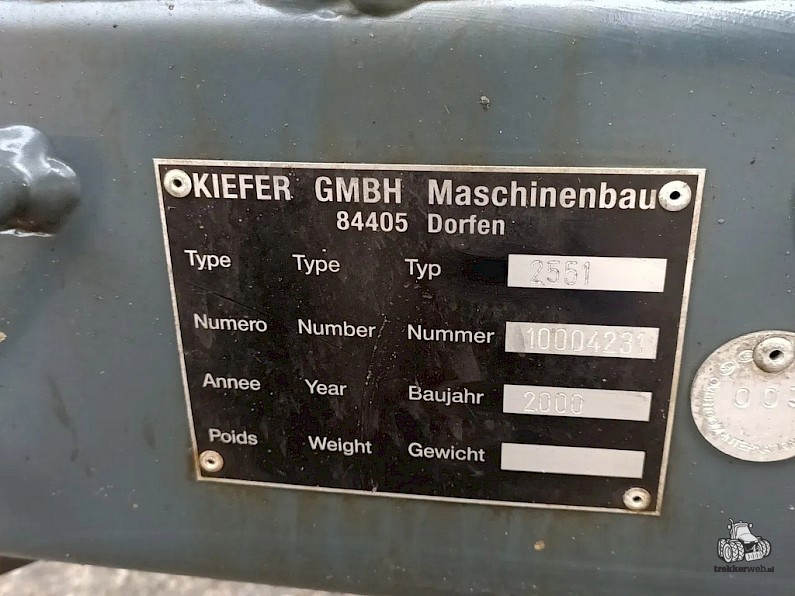 KIEFER GMBH Maschinenbau
84405 Dorfen
Type Type Typ 2551
Numero Number Nummer 10004231
Annee Year Baujahr 2000
Poids Weight Gewicht
00
trekkerweb.nl